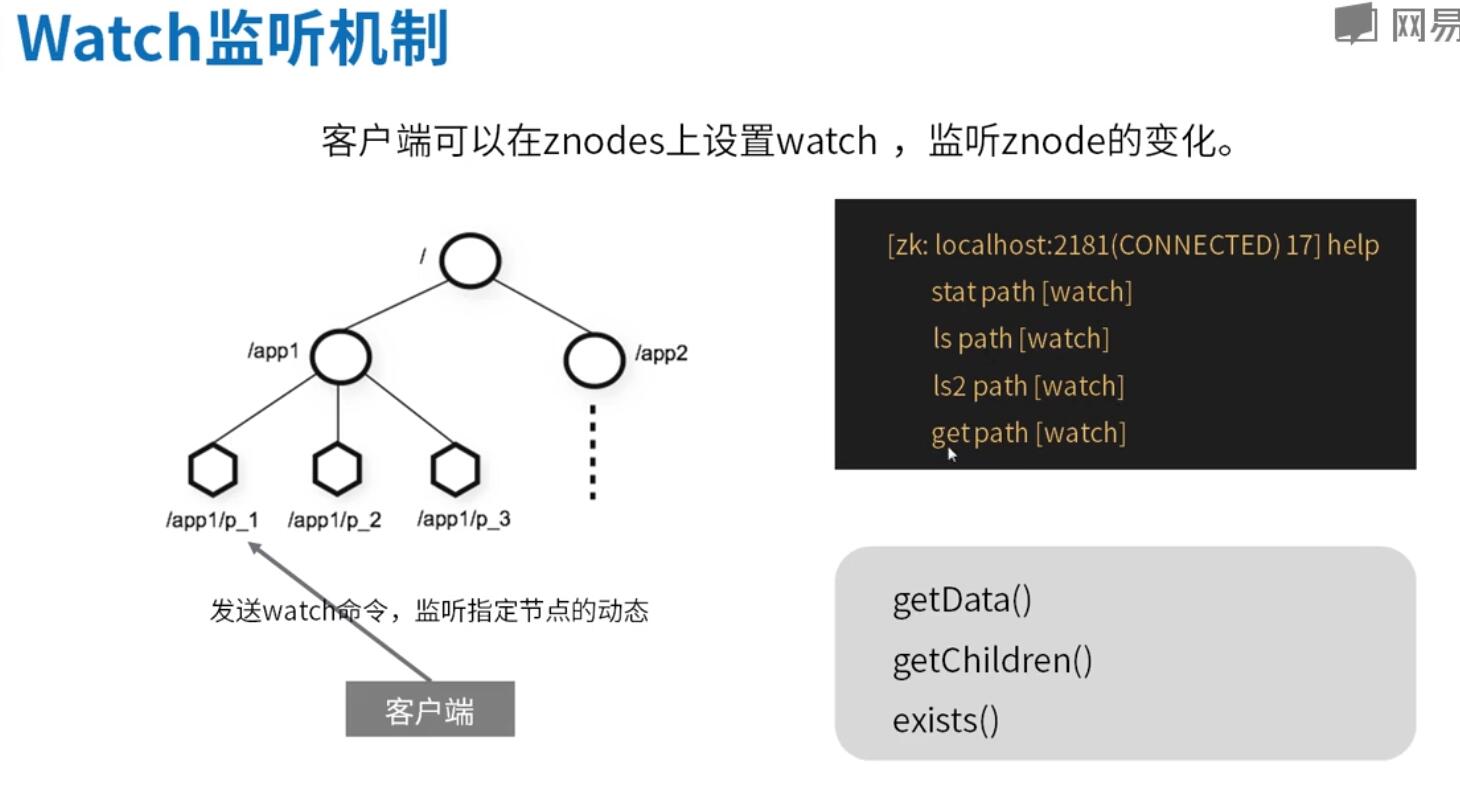 Watch监听机制
网易
客户端可以在znodes上设置watch ，监听znode的变化。
/
/app1
/app2
/app1/p_1
/app1/p_2
/app1/p_3
发送watch命令，监听指定节点的动态
客户端
[zk: localhost:2181(CONNECTED) 17] help
stat path [watch]
ls path [watch]
ls2 path [watch]
get path [watch]
getData()
getChildren()
exists()